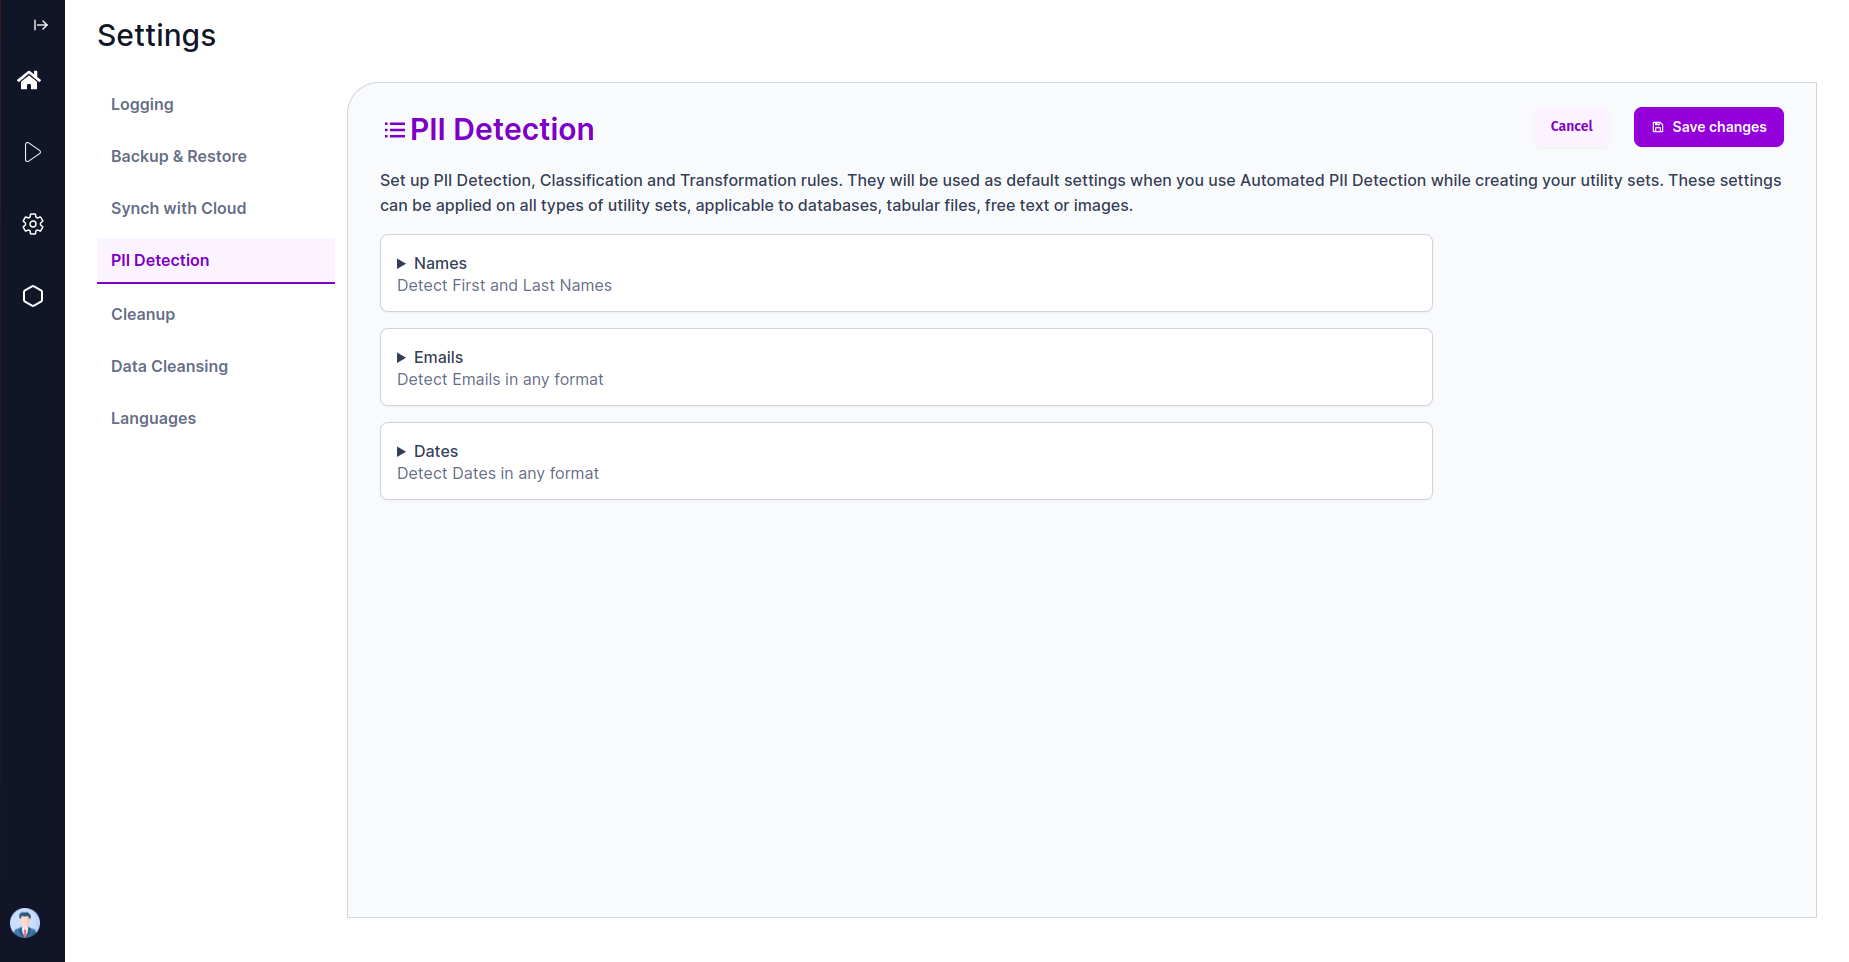 Settings
Logging
Backup & Restore
Synch with Cloud
PII Detection
Cleanup
Data Cleansing
Languages
PII Detection
Cancel
Save changes
Set up PII Detection, Classification and Transformation rules. They will be used as default settings when you use Automated PII Detection while creating your utility sets. These settings
can be applied on all types of utility sets, applicable to databases, tabular files, free text or images.
Names
Detect First and Last Names
Emails
Detect Emails in any format
Dates
Detect Dates in any format